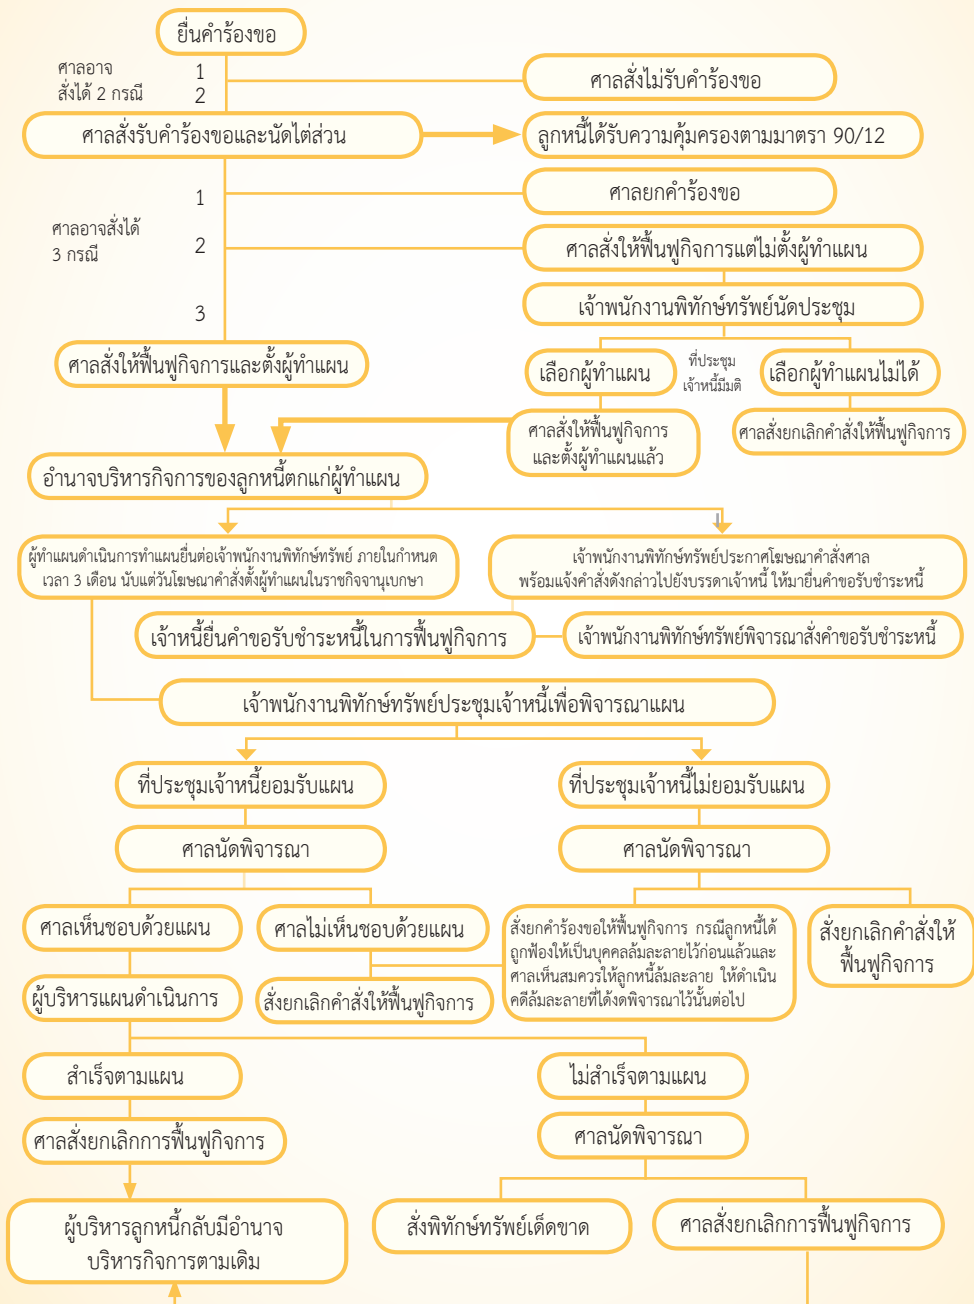 ยื่นคำร้องขอ
ศาลอาจ
สั่งได้ 2 กรณี
1
2
ศาลสั่งไม่รับคำร้องขอ
ศาลสั่งรับคำร้องขอและนัดไต่ส่วน
ลูกหนี้ได้รับความคุ้มครองตามมาตรา 90/12
ศาลอาจสั่งได้
3 กรณี
1
2
3
ศาลยกคำร้องขอ
ศาลสั่งให้ฟื้นฟูกิจการแต่ไม่ตั้งผู้ทำแผน
เจ้าพนักงานพิทักษ์ทรัพย์นัดประชุม
ศาลสั่งให้ฟื้นฟูกิจการและตั้งผู้ทำแผน
เลือกผู้ทำแผน
ที่ประชุม
เจ้าหนี้มีมติ
เลือกผู้ทำแผนไม่ได้
ศาลสั่งให้ฟื้นฟูกิจการ
และตั้งผู้ทำแผนแล้ว
ศาลสั่งยกเลิกคำสั่งให้ฟื้นฟูกิจการ
อำนาจบริหารกิจการของลูกหนี้ตกแก่ผู้ทำแผน
ผู้ทำแผนดำเนินการทำแผนยื่นต่อเจ้าพนักงานพิทักษ์ทรัพย์ ภายในกำหนด
เวลา 3 เดือน นับแต่วันโฆษณาคำสั่งตั้งผู้ทำแผนในราชกิจจานุเบกษา
เจ้าพนักงานพิทักษ์ทรัพย์ประกาศโฆษณาคำสั่งศาล
พร้อมแจ้งคำสั่งดังกล่าวไปยังบรรดาเจ้าหนี้ ให้มายื่นคำขอรับชำระหนี้
เจ้าหนี้ยื่นคำขอรับชำระหนี้ในการฟื้นฟูกิจการ
เจ้าพนักงานพิทักษ์ทรัพย์พิจารณาสั่งคำขอรับชำระหนี้
เจ้าพนักงานพิทักษ์ทรัพย์ประชุมเจ้าหนี้เพื่อพิจารณาแผน
ที่ประชุมเจ้าหนี้ยอมรับแผน
ที่ประชุมเจ้าหนี้ไม่ยอมรับแผน
ศาลนัดพิจารณา
ศาลนัดพิจารณา
ศาลเห็นชอบด้วยแผน
ศาลไม่เห็นชอบด้วยแผน
สั่งยกคำร้องขอให้ฟื้นฟูกิจการ กรณีลูกหนี้ได้
ถูกฟ้องให้เป็นบุคคลล้มละลายไว้ก่อนแล้วและ
ศาลเห็นสมควรให้ลูกหนี้ล้มละลาย ให้ดำเนิน
คดีล้มละลายที่ได้งดพิจารณาไว้นั้นต่อไป
สั่งยกเลิกคำสั่งให้
ฟื้นฟูกิจการ
ผู้บริหารแผนดำเนินการ
สั่งยกเลิกคำสั่งให้ฟื้นฟูกิจการ
สำเร็จตามแผน
ไม่สำเร็จตามแผน
ศาลสั่งยกเลิกการฟื้นฟูกิจการ
ศาลนัดพิจารณา
ผู้บริหารลูกหนี้กลับมีอำนาจ
บริหารกิจการตามเดิม
สั่งพิทักษ์ทรัพย์เด็ดขาด
ศาลสั่งยกเลิกการฟื้นฟูกิจการ